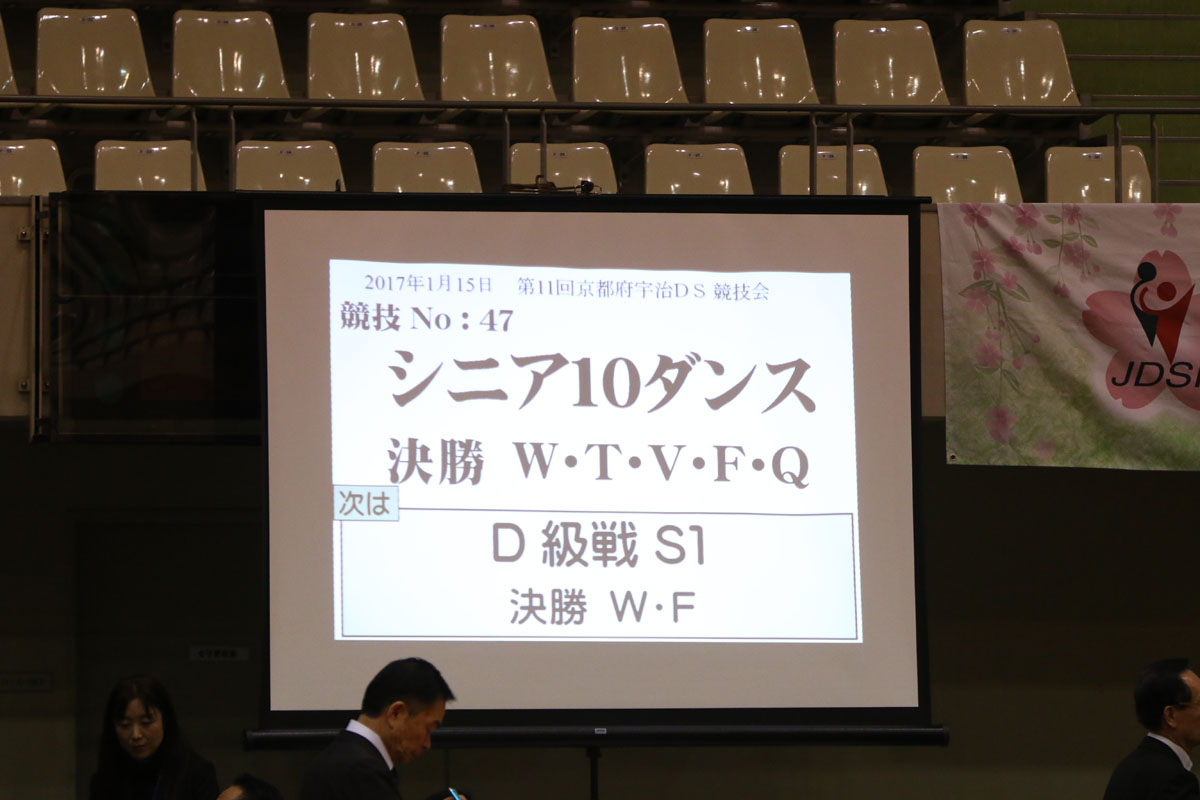 2017年1月15日　第11回京都府宇治DS 競技会
競技 No：47
シニア10ダンス
決勝 W・T・V・F・Q
次は
D 級戦 S1
決勝 W・F